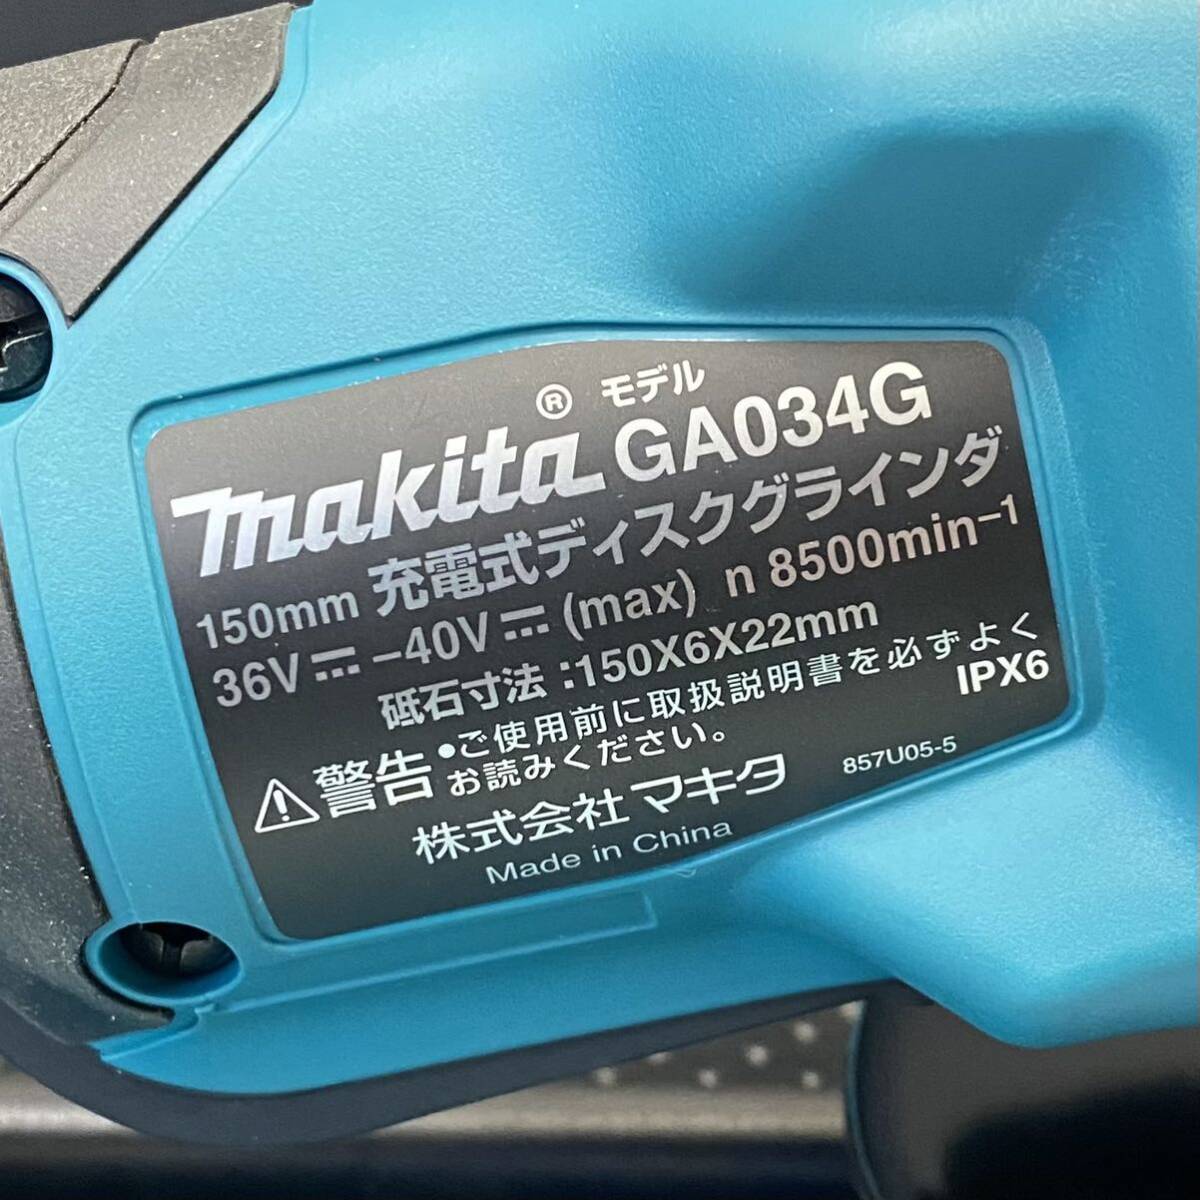 makita® モデル GA034G
150mm 充電式ディスクグラインダ
36V⎓-40V⎓(max) n 8500min⁻¹
砥石寸法:150X6X22mm
⚠警告 •ご使用前に取扱説明書を必ずよく
お読みください。
IPX6
株式会社マキタ 857U05-5
Made in China